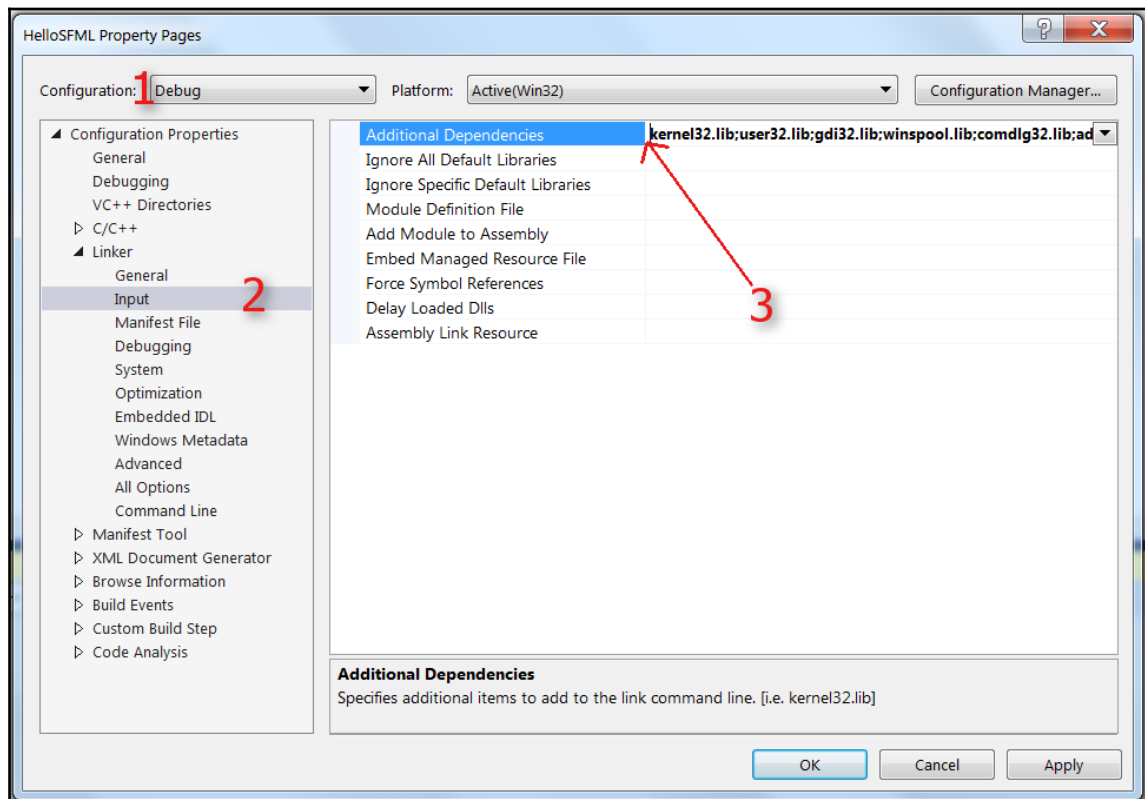 HelloSFML Property Pages
Configuration: 1 Debug Platform: Active(Win32) Configuration Manager...
Configuration Properties
General
Debugging
VC++ Directories
C/C++
Linker
General
Input 2
Manifest File
Debugging
System
Optimization
Embedded IDL
Windows Metadata
Advanced
All Options
Command Line
Manifest Tool
XML Document Generator
Browse Information
Build Events
Custom Build Step
Code Analysis
Additional Dependencies kernel32.lib;user32.lib;gdi32.lib;winspool.lib;comdlg32.lib;ad
Ignore All Default Libraries
Ignore Specific Default Libraries
Module Definition File
Add Module to Assembly
Embed Managed Resource File
Force Symbol References
Delay Loaded Dlls 3
Assembly Link Resource
Additional Dependencies
Specifies additional items to add to the link command line. [i.e. kernel32.lib]
OK Cancel Apply